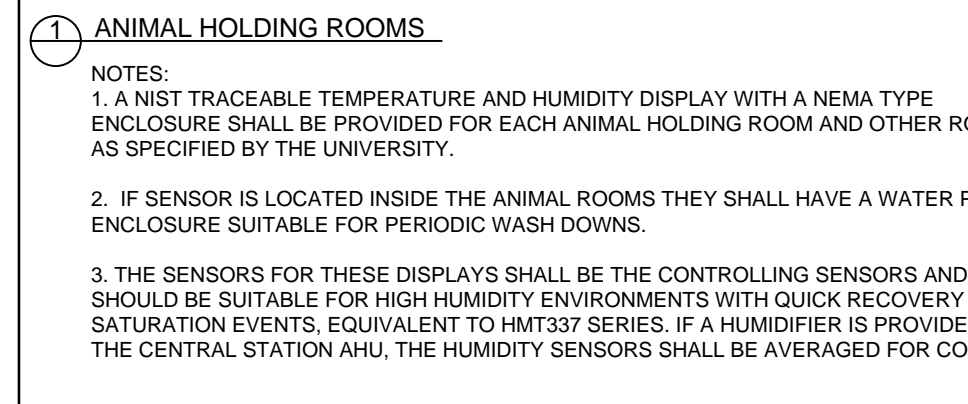 1 ANIMAL HOLDING ROOMS
NOTES:
1. A NIST TRACEABLE TEMPERATURE AND HUMIDITY DISPLAY WITH A NEMA TYPE
ENCLOSURE SHALL BE PROVIDED FOR EACH ANIMAL HOLDING ROOM AND OTHER
AS SPECIFIED BY THE UNIVERSITY.
2. IF SENSOR IS LOCATED INSIDE THE ANIMAL ROOMS THEY SHALL HAVE A WATER
ENCLOSURE SUITABLE FOR PERIODIC WASH DOWNS.
3. THE SENSORS FOR THESE DISPLAYS SHALL BE THE CONTROLLING SENSORS AND
SHOULD BE SUITABLE FOR HIGH HUMIDITY ENVIRONMENTS WITH QUICK RECOVERY
SATURATION EVENTS, EQUIVALENT TO HMT337 SERIES. IF A HUMIDIFIER IS PROVIDE
THE CENTRAL STATION AHU, THE HUMIDITY SENSORS SHALL BE AVERAGED FOR CO